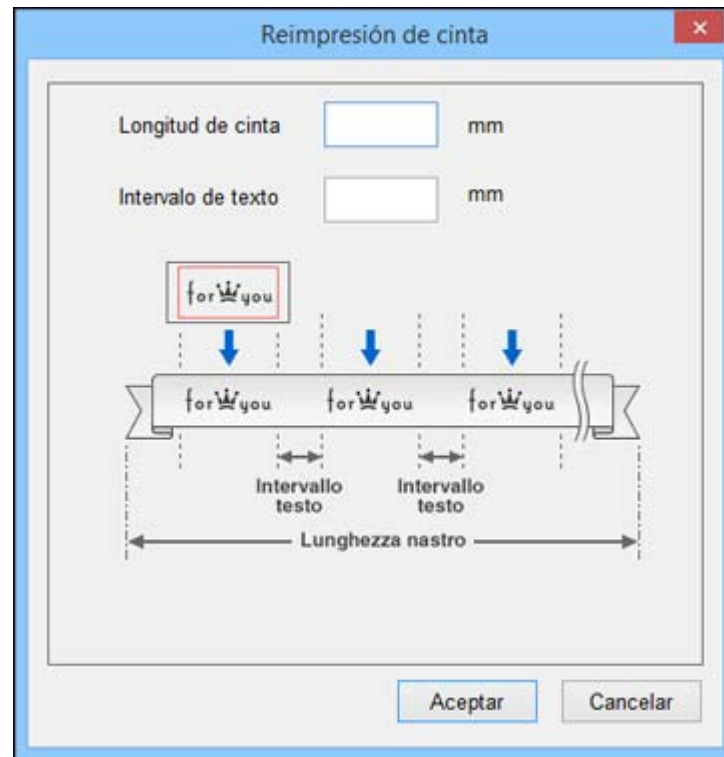 Reimpresión de cinta
Longitud de cinta mm
Intervalo de texto mm
for you
for you for you for you
Intervallo testo Intervallo testo
Lunghezza nastro
Aceptar Cancelar